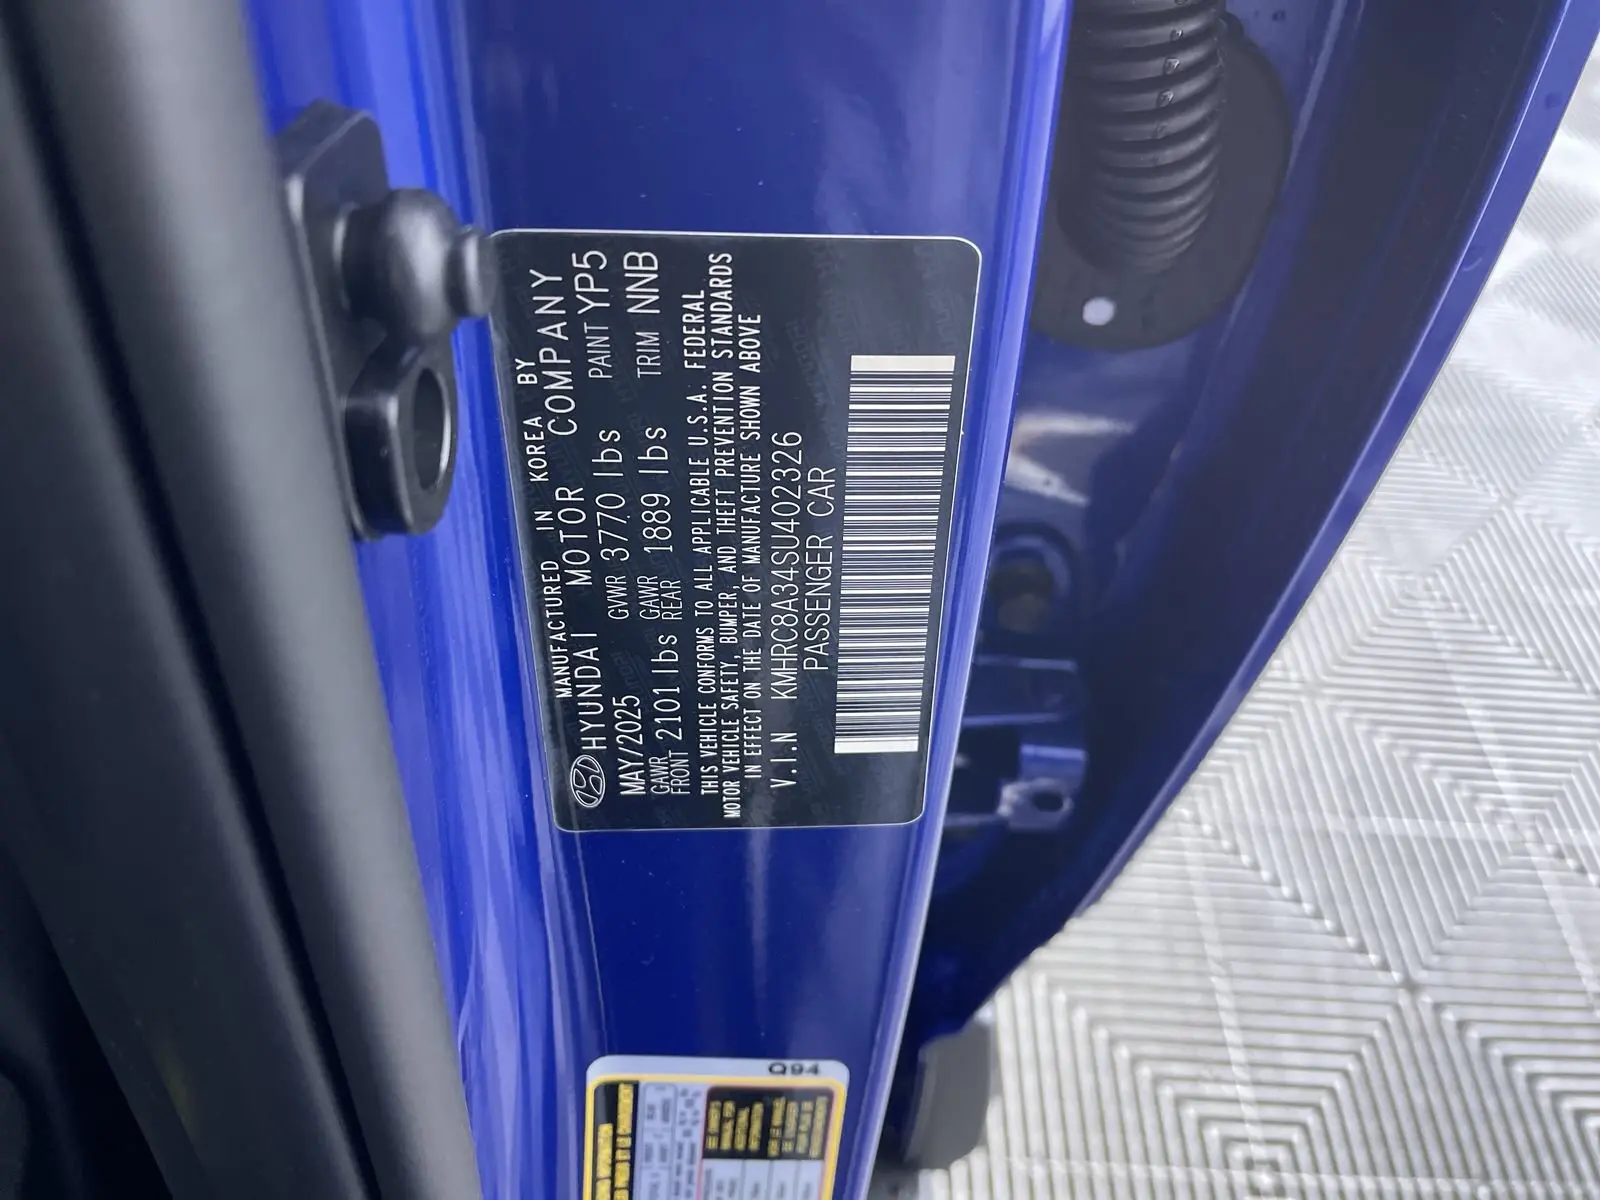 MANUFACTURED IN KOREA BY
HYUNDAI MOTOR COMPANY
MAY/2025 GVWR 3770 lbs PAINT YP5
GAWR FRONT 2101 lbs GAWR REAR 1889 lbs TRIM NNB
THIS VEHICLE CONFORMS TO ALL APPLICABLE U.S.A. FEDERAL
MOTOR VEHICLE SAFETY, BUMPER, AND THEFT PREVENTION STANDARDS
IN EFFECT ON THE DATE OF MANUFACTURE SHOWN ABOVE
V.I.N KMHRC8A34SU402326
PASSENGER CAR
Q94